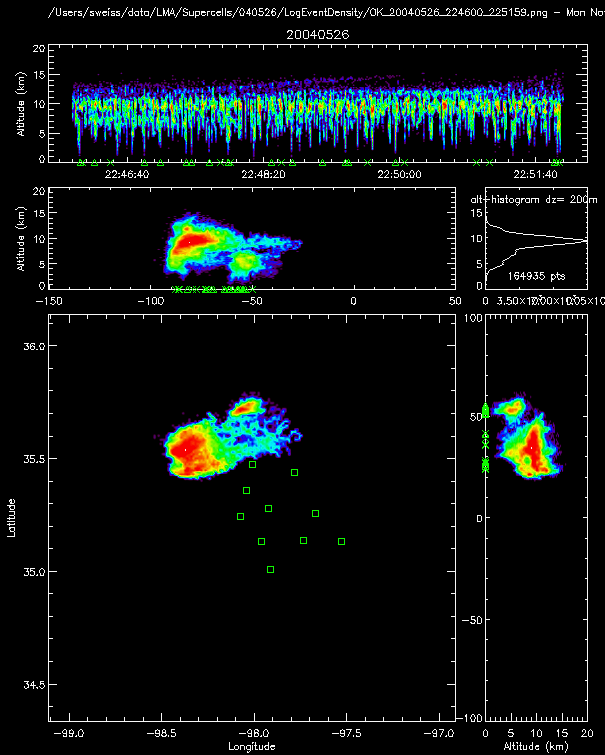 /Users/sweiss/data/LMA/Supercells/040526/LogEventDensity/OK_20040526_224600_225159.png – Mon Nov
20040526
Altitude (km)
20
15
10
5
0
22:46:40 22:48:20 22:50:00 22:51:40
Altitude (km)
20
15
10
5
0
−150 −100 −50 0 50
alt-histogram dz= 200m
20
15
10
5
0
164935 pts
0
Latitude
36.0
35.5
35.0
34.5
−99.0 −98.5 −98.0 −97.5 −97.0
Longitude
100
50
0
−50
−100
0 5 10 15 20
Altitude (km)